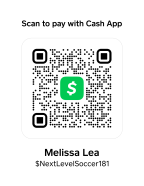 Scan to pay with Cash App
$
Melissa Lea
$NextLevelSoccer181